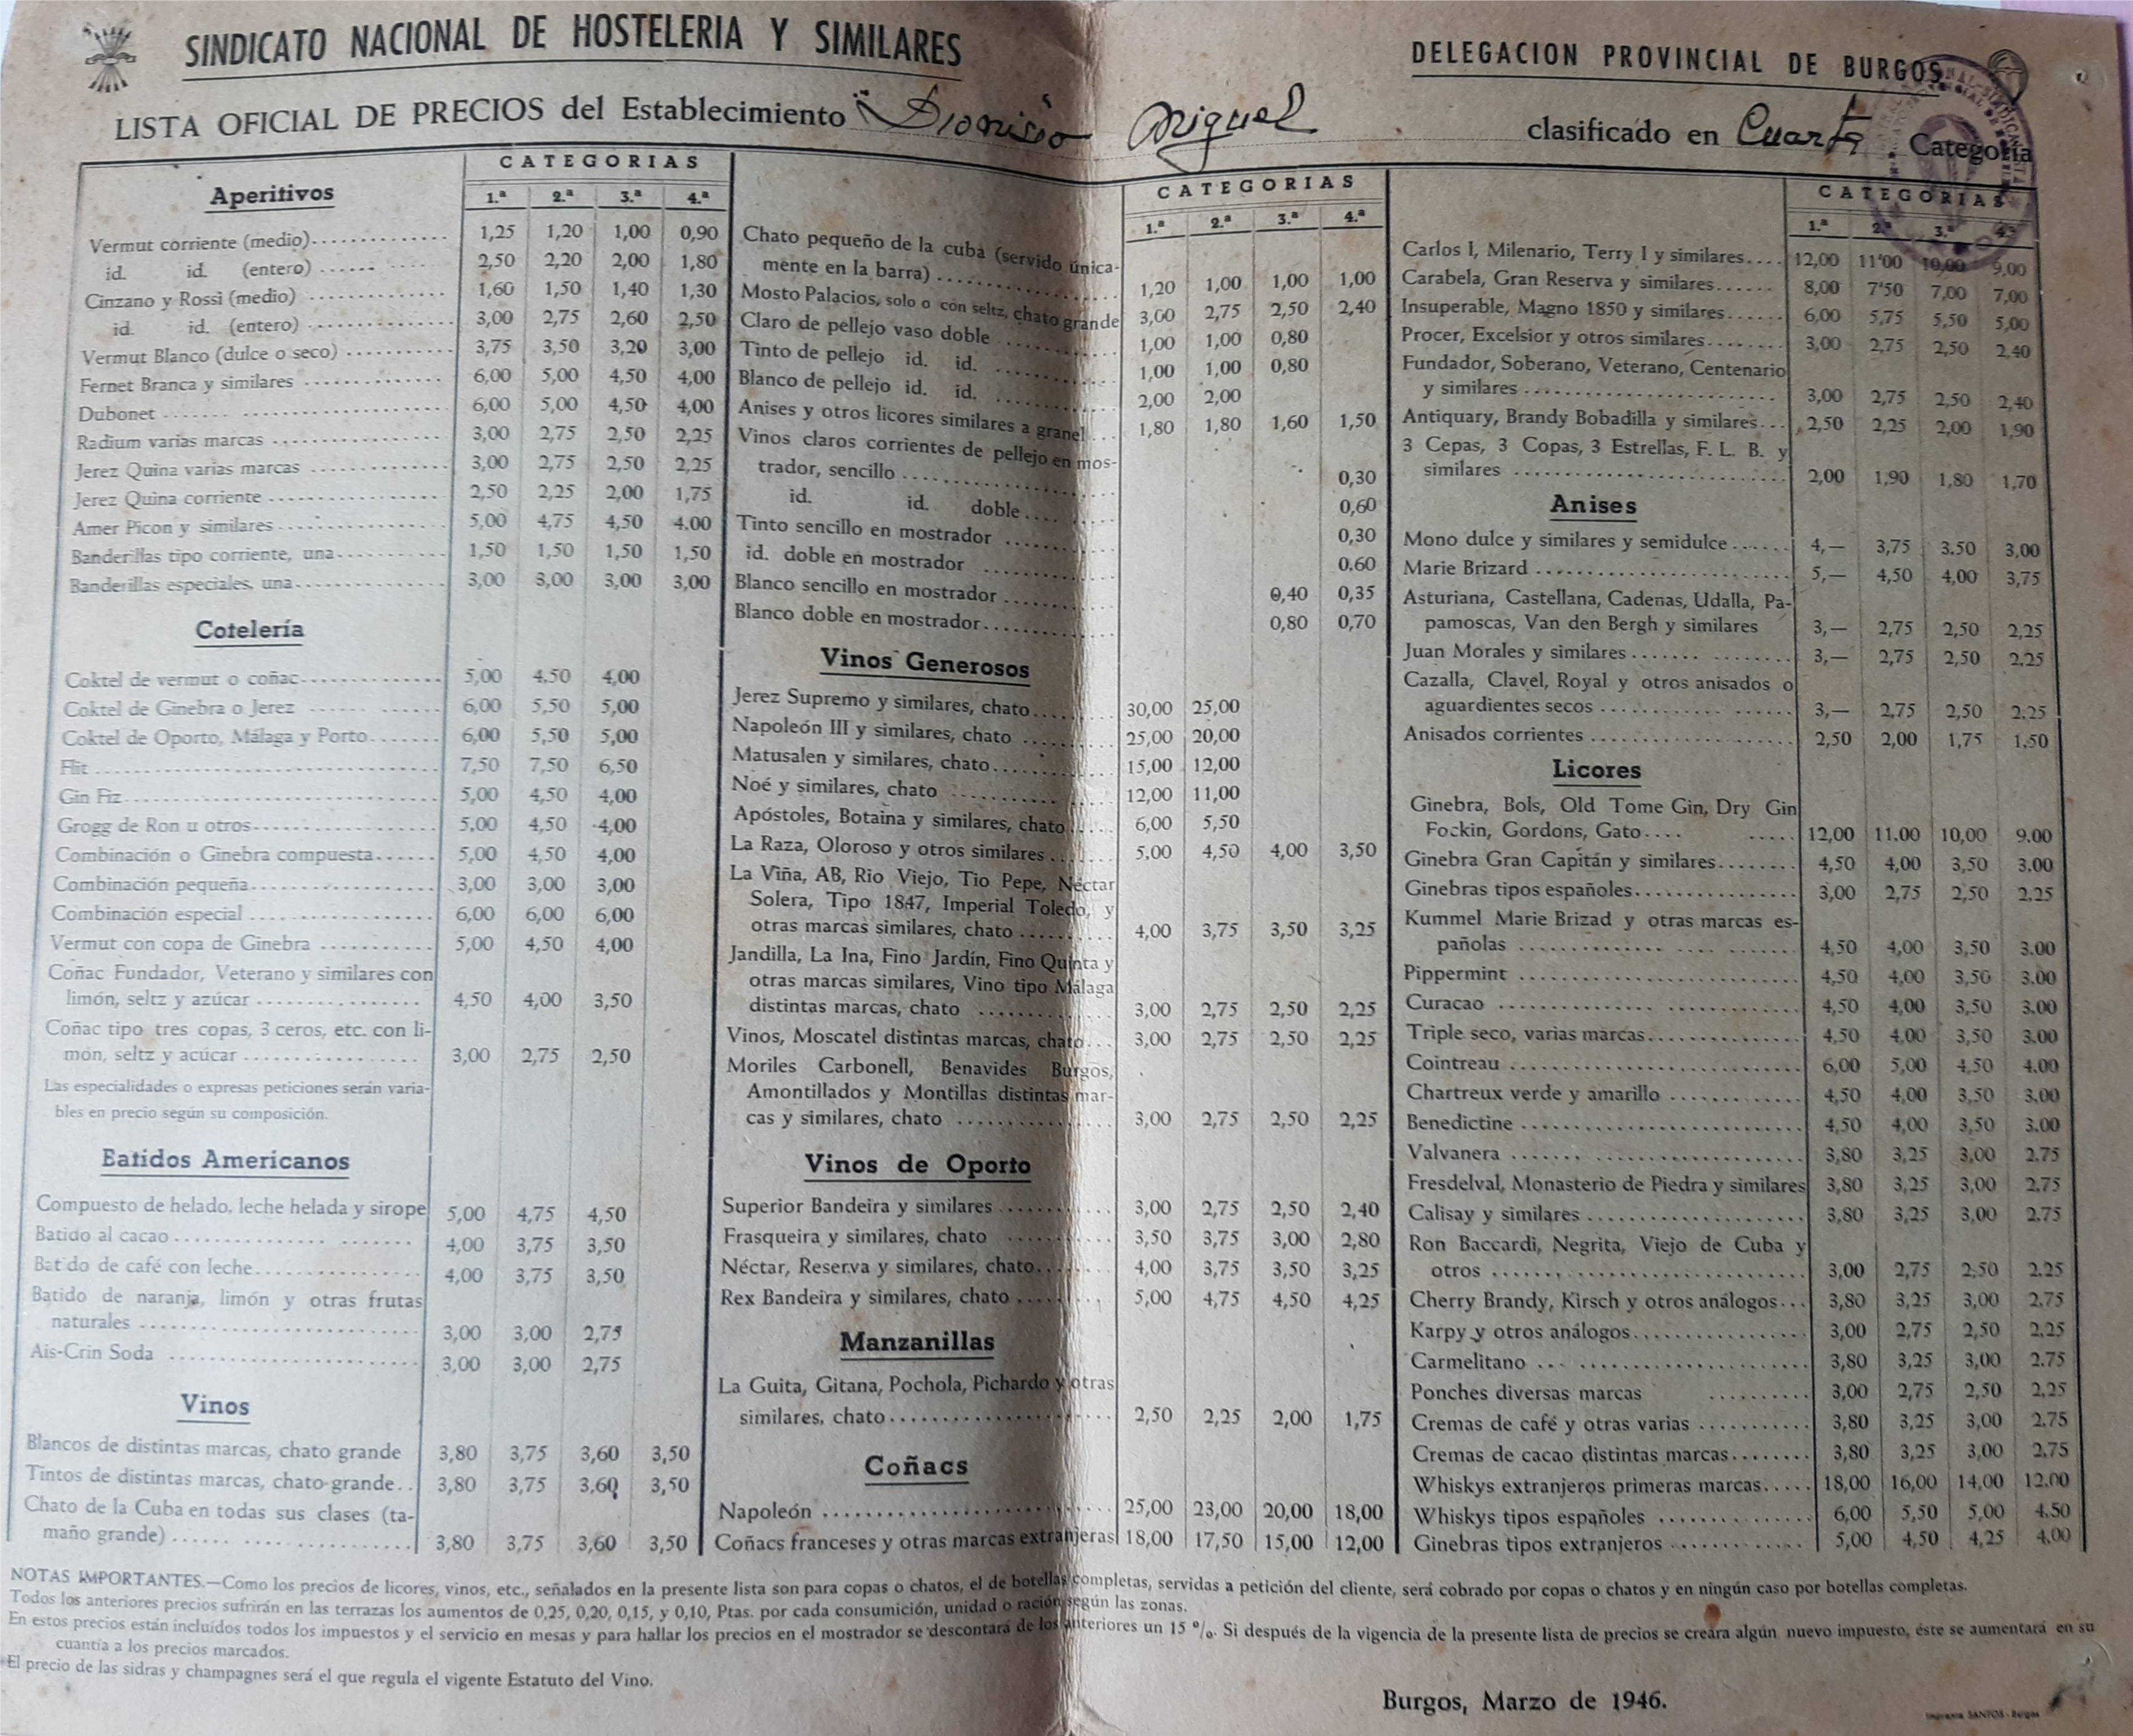 SINDICATO NACIONAL DE HOSTELERIA Y SIMILARES
DELEGACION PROVINCIAL DE BURGOS
LISTA OFICIAL DE PRECIOS del Establecimiento "Dionisio Miguel clasificado en Cuarta Categoría
CATEGORIAS
Aperitivos 1.ª 2.ª 3.ª 4.ª
Vermut corriente (medio) 1,25 1,20 1,00 0,90
id. id. (entero) 2,50 2,20 2,00 1,80
Cinzano y Rossi (medio) 1,60 1,50 1,40 1,30
id. id. (entero) 3,00 2,75 2,60 2,50
Vermut Blanco (dulce o seco) 3,75 3,50 3,20 3,00
Fernet Branca y similares 6,00 5,00 4,50 4,00
Dubonet 6,00 5,00 4,50 4,00
Radium varias marcas 3,00 2,75 2,50 2,25
Jerez Quina varias marcas 3,00 2,75 2,50 2,25
Jerez Quina corriente 2,50 2,25 2,00 1,75
Amer Picon y similares 5,00 4,75 4,50 4.00
Banderillas tipo corriente, una 1,50 1,50 1,50 1,50
Banderillas especiales, una 3,00 3,00 3,00 3,00
Cotelería
Coktel de vermut o coñac 5,00 4.50 4,00
Coktel de Ginebra o Jerez 6,00 5,50 5,00
Coktel de Oporto, Málaga y Porto 6,00 5,50 5,00
Flit 7,50 7,50 6,50
Gin Fiz 5,00 4,50 4,00
Grogg de Ron u otros 5,00 4,50 4,00
Combinación o Ginebra compuesta 5,00 4,50 4,00
Combinación pequeña 3,00 3,00 3,00
Combinación especial 6,00 6,00 6,00
Vermut con copa de Ginebra 5,00 4,50 4,00
Coñac Fundador, Veterano y similares con
limón, seltz y azúcar 4,50 4,00 3,50
Coñac tipo tres copas, 3 ceros, etc. con li-
món, seltz y acúcar 3,00 2,75 2,50
Las especialidades o expresas peticiones serán varia-
bles en precio según su composición.
Batidos Americanos
Compuesto de helado, leche helada y sirope 5,00 4,75 4,50
Batido al cacao 4,00 3,75 3,50
Batido de café con leche 4,00 3,75 3,50
Batido de naranja, limón y otras frutas
naturales 3,00 3,00 2,75
Ais-Crin Soda 3,00 3,00 2,75
Vinos
Blancos de distintas marcas, chato grande 3,80 3,75 3,60 3,50
Tintos de distintas marcas, chato grande 3,80 3,75 3,60 3,50
Chato de la Cuba en todas sus clases (ta-
maño grande) 3,80 3,75 3,60 3,50
CATEGORIAS
1.ª 2.ª 3.ª 4.ª
Chato pequeño de la cuba (servido única-
mente en la barra) 1,20 1,00 1,00 1,00
Mosto Palacios, solo o con seltz, chato grande 3,00 2,75 2,50 2,40
Claro de pellejo vaso doble 1,00 1,00 0,80
Tinto de pellejo id. id. 1,00 1,00 0,80
Blanco de pellejo id. id. 2,00 2,00
Anises y otros licores similares a granel 1,80 1,80 1,60 1,50
Vinos claros corrientes de pellejo en mos-
trador, sencillo 0,30
id. id. doble 0,60
Tinto sencillo en mostrador 0,30
id. doble en mostrador 0.60
Blanco sencillo en mostrador 0,40 0,35
Blanco doble en mostrador 0,80 0,70
Vinos Generosos
Jerez Supremo y similares, chato 30,00 25,00
Napoleón III y similares, chato 25,00 20,00
Matusalen y similares, chato 15,00 12,00
Noé y similares, chato 12,00 11,00
Apóstoles, Botaina y similares, chato 6,00 5,50
La Raza, Oloroso y otros similares 5,00 4,50 4,00 3,50
La Viña, AB, Rio Viejo, Tio Pepe, Néctar
Solera, Tipo 1847, Imperial Toledo, y
otras marcas similares, chato 4,00 3,75 3,50 3,25
Jandilla, La Ina, Fino Jardín, Fino Quinta y
otras marcas similares, Vino tipo Málaga
distintas marcas, chato 3,00 2,75 2,50 2,25
Vinos, Moscatel distintas marcas, chato 3,00 2,75 2,50 2,25
Moriles Carbonell, Benavides Burgos,
Amontillados y Montillas distintas mar-
cas y similares, chato 3,00 2,75 2,50 2,25
Vinos de Oporto
Superior Bandeira y similares 3,00 2,75 2,50 2,40
Frasqueira y similares, chato 3,50 3,75 3,00 2,80
Néctar, Reserva y similares, chato 4,00 3,75 3,50 3,25
Rex Bandeira y similares, chato 5,00 4,75 4,50 4,25
Manzanillas
La Guita, Gitana, Pochola, Pichardo y otras
similares, chato 2,50 2,25 2,00 1,75
Coñacs
Napoleón 25,00 23,00 20,00 18,00
Coñacs franceses y otras marcas extranjeras 18,00 17,50 15,00 12,00
CATEGORIAS
1.ª 2.ª 3.ª 4.ª
Carlos I, Milenario, Terry I y similares 12,00 11'00 10,00 9,00
Carabela, Gran Reserva y similares 8,00 7'50 7,00 7,00
Insuperable, Magno 1850 y similares 6,00 5,75 5,50 5,00
Procer, Excelsior y otros similares 3,00 2,75 2,50 2,40
Fundador, Soberano, Veterano, Centenario
y similares 3,00 2,75 2,50 2,40
Antiquary, Brandy Bobadilla y similares 2,50 2,25 2,00 1,90
3 Cepas, 3 Copas, 3 Estrellas, F. L. B. y
similares 2,00 1,90 1,80 1,70
Anises
Mono dulce y similares y semidulce 4,— 3,75 3.50 3,00
Marie Brizard 5,— 4,50 4,00 3,75
Asturiana, Castellana, Cadenas, Udalla, Pa-
pamoscas, Van den Bergh y similares 3,— 2,75 2,50 2,25
Juan Morales y similares 3,— 2,75 2,50 2,25
Cazalla, Clavel, Royal y otros anisados o
aguardientes secos 3,— 2,75 2,50 2.25
Anisados corrientes 2,50 2,00 1,75 1.50
Licores
Ginebra, Bols, Old Tome Gin, Dry Gin
Fockin, Gordons, Gato 12,00 11.00 10,00 9.00
Ginebra Gran Capitán y similares 4,50 4,00 3,50 3.00
Ginebras tipos españoles 3,00 2,75 2,50 2,25
Kummel Marie Brizad y otras marcas es-
pañolas 4,50 4,00 3,50 3.00
Pippermint 4,50 4,00 3,50 3.00
Curacao 4,50 4,00 3,50 3.00
Triple seco, varias marcas 4,50 4,00 3,50 3.00
Cointreau 6,00 5,00 4,50 4.00
Chartreux verde y amarillo 4,50 4,00 3,50 3,00
Benedictine 4,50 4,00 3,50 3.00
Valvanera 3,80 3,25 3,00 2.75
Fresdelval, Monasterio de Piedra y similares 3,80 3,25 3,00 2,75
Calisay y similares 3,80 3,25 3,00 2.75
Ron Baccardi, Negrita, Viejo de Cuba y
otros 3,00 2,75 2,50 2.25
Cherry Brandy, Kirsch y otros análogos 3,80 3,25 3,00 2,75
Karpy y otros análogos 3,00 2,75 2,50 2,25
Carmelitano 3,80 3,25 3,00 2.75
Ponches diversas marcas 3,00 2,75 2,50 2,25
Cremas de café y otras varias 3,80 3,25 3,00 2.75
Cremas de cacao distintas marcas 3,80 3,25 3,00 2,75
Whiskys extranjeros primeras marcas 18,00 16,00 14,00 12.00
Whiskys tipos españoles 6,00 5,50 5,00 4.50
Ginebras tipos extranjeros 5,00 4,50 4,25 4,00
NOTAS IMPORTANTES.—Como los precios de licores, vinos, etc., señalados en la presente lista son para copas o chatos, el de botellas completas, servidas a petición del cliente, será cobrado por copas o chatos y en ningún caso por botellas completas.
Todos los anteriores precios sufrirán en las terrazas los aumentos de 0,25, 0,20, 0,15, y 0,10, Ptas. por cada consumición, unidad o ración según las zonas.
En estos precios están incluídos todos los impuestos y el servicio en mesas y para hallar los precios en el mostrador se descontará de los anteriores un 15 %. Si después de la vigencia de la presente lista de precios se creara algún nuevo impuesto, éste se aumentará en su
cuantía a los precios marcados.
El precio de las sidras y champagnes será el que regula el vigente Estatuto del Vino.
Burgos, Marzo de 1946.
Imprenta SANTOS - Burgos